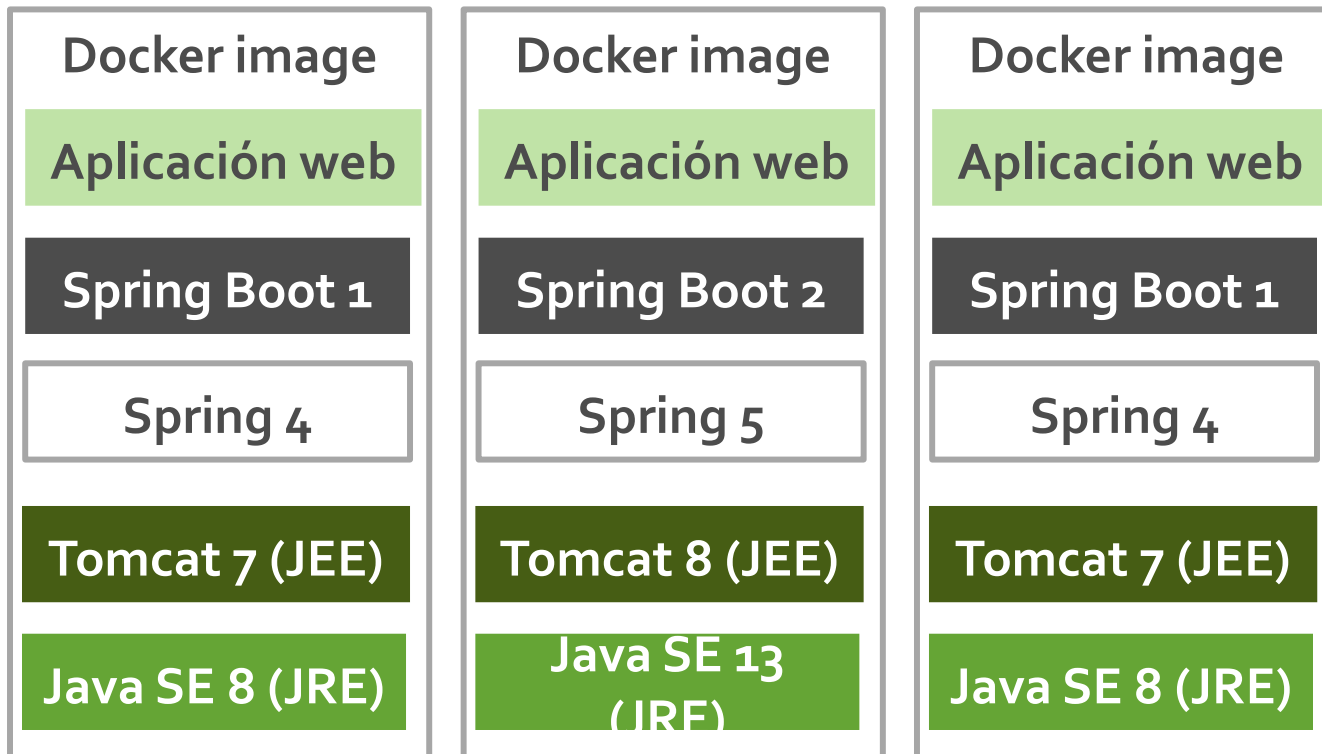 Docker image
Aplicación web
Spring Boot 1
Spring 4
Tomcat 7 (JEE)
Java SE 8 (JRE)
Docker image
Aplicación web
Spring Boot 2
Spring 5
Tomcat 8 (JEE)
Java SE 13
(JRE)
Docker image
Aplicación web
Spring Boot 1
Spring 4
Tomcat 7 (JEE)
Java SE 8 (JRE)